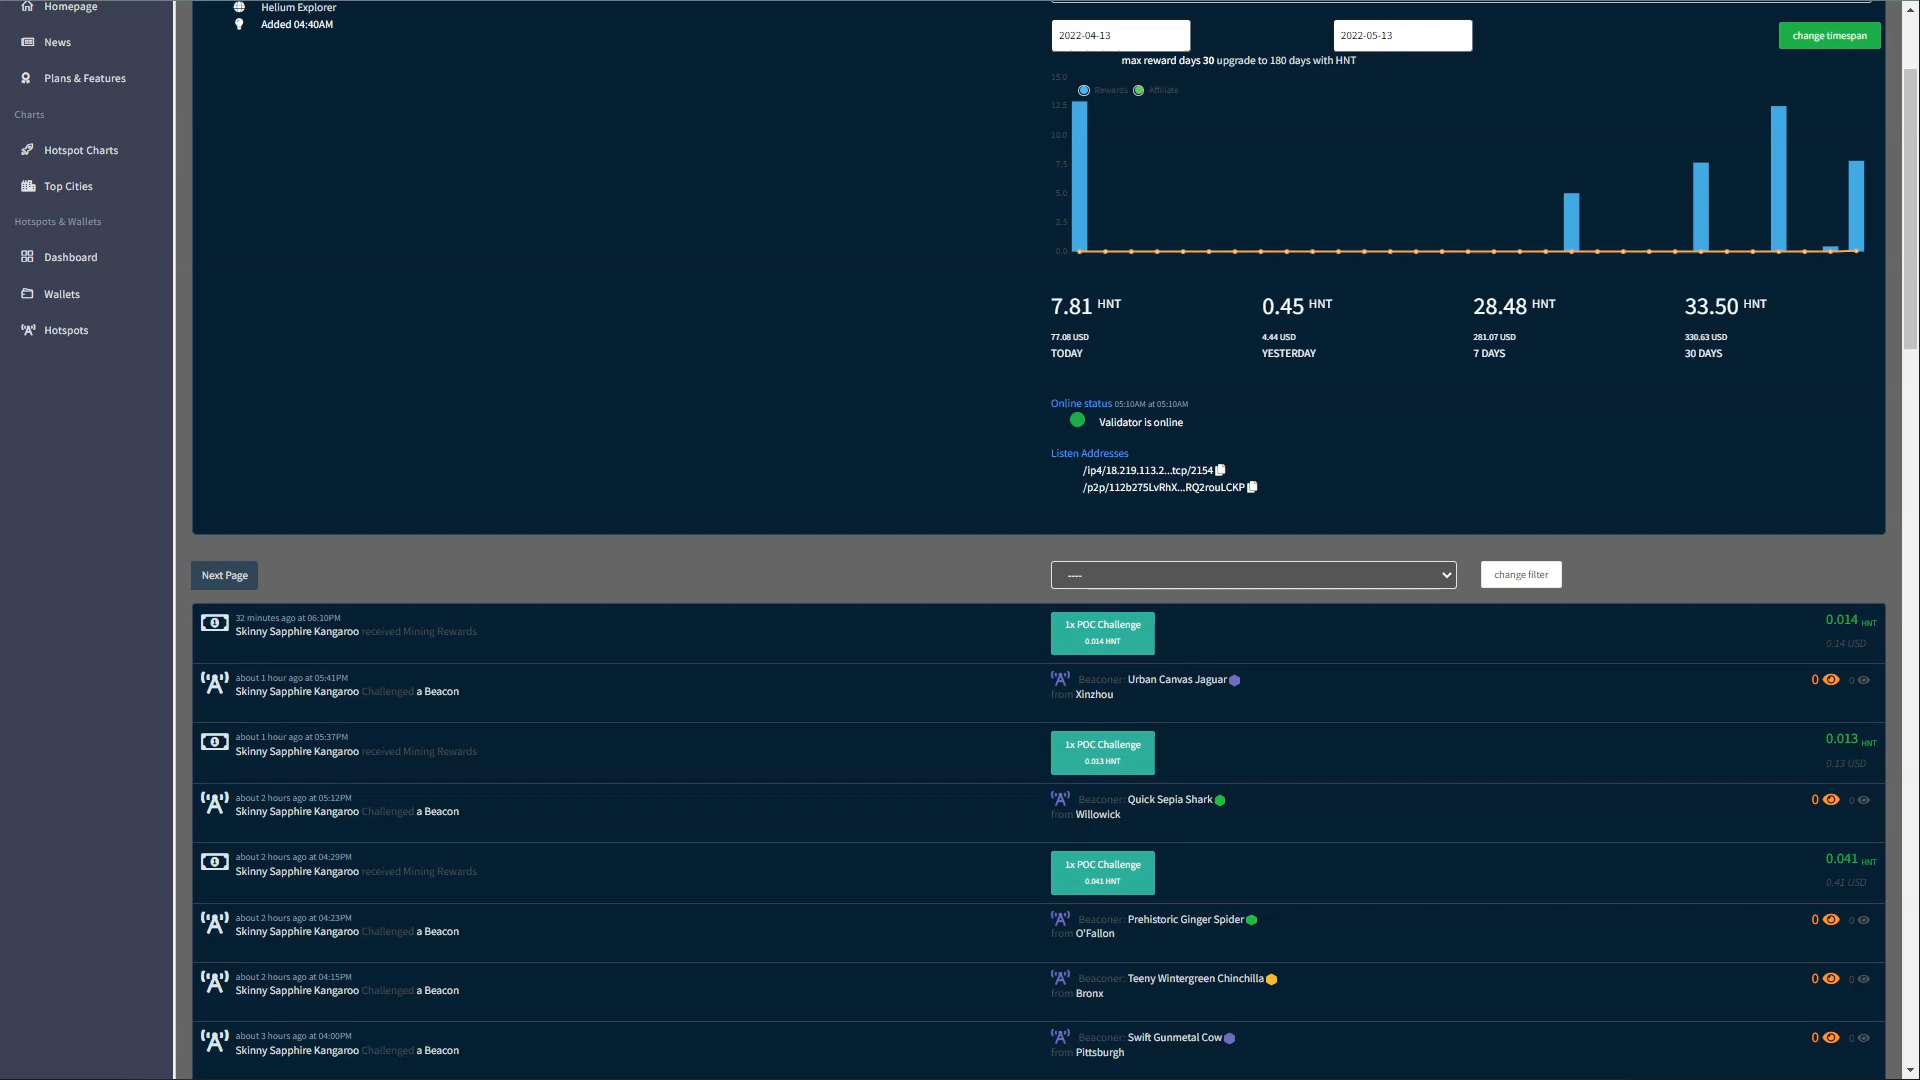 Homepage
News
Plans & Features
Charts
Hotspot Charts
Top Cities
Hotspots & Wallets
Dashboard
Wallets
Hotspots
Helium Explorer
Added 04:40AM
2022-04-13
2022-05-13
change timespan
max reward days 30 upgrade to 180 days with HNT
Rewards Affiliate
15.0
12.5
10.0
7.5
5.0
2.5
0.0
7.81 HNT
77.08 USD
TODAY
0.45 HNT
4.44 USD
YESTERDAY
28.48 HNT
281.07 USD
7 DAYS
33.50 HNT
330.63 USD
30 DAYS
Online status 05:10AM at 05:10AM
Validator is online
Listen Addresses
/ip4/18.219.113.2...tcp/2154
/p2p/112b275LvRhX...RQ2rouLCKP
Next Page
----
change filter
32 minutes ago at 06:10PM
Skinny Sapphire Kangaroo received Mining Rewards
1x POC Challenge
0.014 HNT
0.014 HNT
0.14 USD
about 1 hour ago at 05:41PM
Skinny Sapphire Kangaroo Challenged a Beacon
Beaconer: Urban Canvas Jaguar
from Xinzhou
0 0
about 1 hour ago at 05:37PM
Skinny Sapphire Kangaroo received Mining Rewards
1x POC Challenge
0.013 HNT
0.013 HNT
0.13 USD
about 2 hours ago at 05:12PM
Skinny Sapphire Kangaroo Challenged a Beacon
Beaconer: Quick Sepia Shark
from Willowick
0 0
about 2 hours ago at 04:29PM
Skinny Sapphire Kangaroo received Mining Rewards
1x POC Challenge
0.041 HNT
0.041 HNT
0.41 USD
about 2 hours ago at 04:23PM
Skinny Sapphire Kangaroo Challenged a Beacon
Beaconer: Prehistoric Ginger Spider
from O'Fallon
0 0
about 2 hours ago at 04:15PM
Skinny Sapphire Kangaroo Challenged a Beacon
Beaconer: Teeny Wintergreen Chinchilla
from Bronx
0 0
about 3 hours ago at 04:00PM
Skinny Sapphire Kangaroo Challenged a Beacon
Beaconer: Swift Gunmetal Cow
from Pittsburgh
0 0